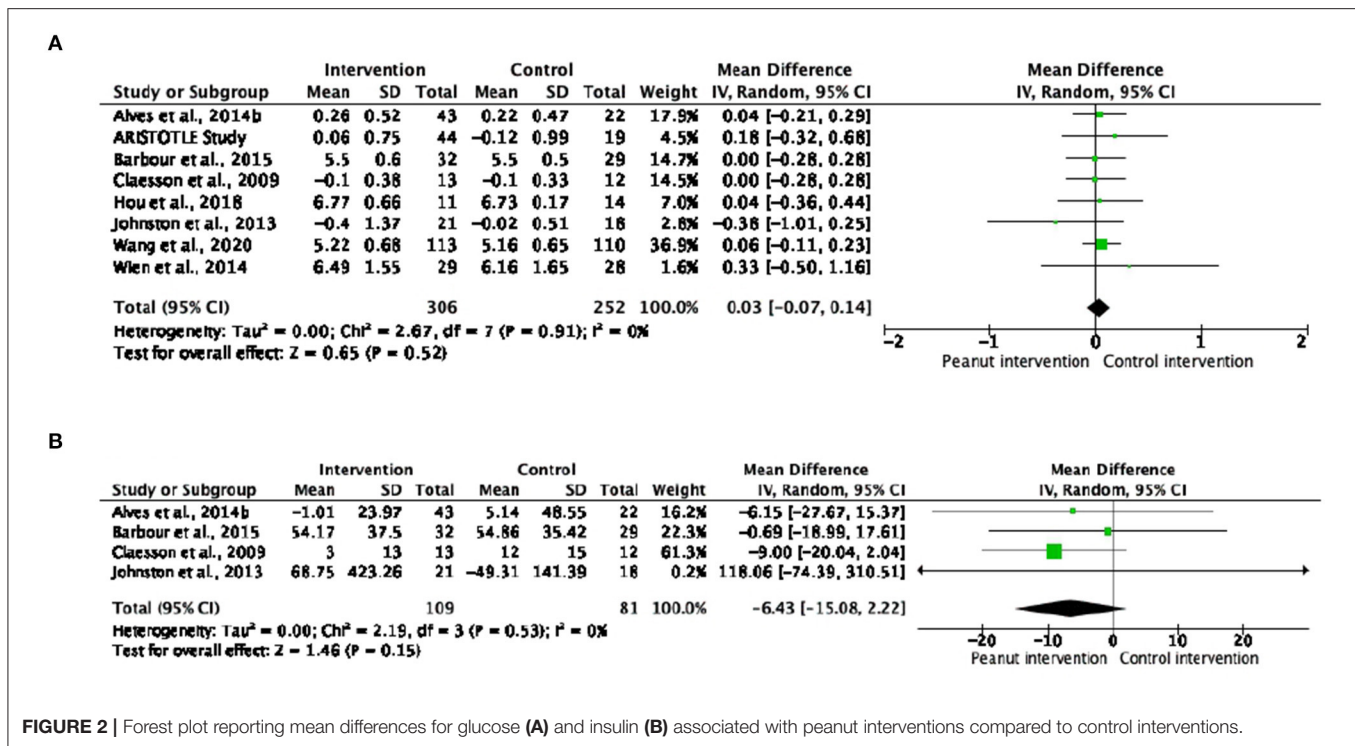 A
Intervention Control Mean Difference Mean Difference
Study or Subgroup Mean SD Total Mean SD Total Weight IV, Random, 95% CI IV, Random, 95% CI
Alves et al., 2014b 0.26 0.52 43 0.22 0.47 22 17.9% 0.04 [−0.21, 0.29]
ARISTOTLE Study 0.06 0.75 44 −0.12 0.99 19 4.5% 0.18 [−0.32, 0.68]
Barbour et al., 2015 5.5 0.6 32 5.5 0.5 29 14.7% 0.00 [−0.28, 0.28]
Claesson et al., 2009 −0.1 0.38 13 −0.1 0.33 12 14.5% 0.00 [−0.28, 0.28]
Hou et al., 2018 6.77 0.66 11 6.73 0.17 14 7.0% 0.04 [−0.36, 0.44]
Johnston et al., 2013 −0.4 1.37 21 −0.02 0.51 18 2.8% −0.38 [−1.01, 0.25]
Wang et al., 2020 5.22 0.68 113 5.16 0.65 110 36.9% 0.06 [−0.11, 0.23]
Wien et al., 2014 6.49 1.55 29 6.16 1.65 28 1.6% 0.33 [−0.50, 1.16]
Total (95% CI) 306 252 100.0% 0.03 [−0.07, 0.14]
Heterogeneity: Tau² = 0.00; Chi² = 2.67, df = 7 (P = 0.91); I² = 0%
Test for overall effect: Z = 0.65 (P = 0.52)
−2 −1 0 1 2
Peanut intervention Control intervention
B
Intervention Control Mean Difference Mean Difference
Study or Subgroup Mean SD Total Mean SD Total Weight IV, Random, 95% CI IV, Random, 95% CI
Alves et al., 2014b −1.01 23.97 43 5.14 48.55 22 16.2% −6.15 [−27.67, 15.37]
Barbour et al., 2015 54.17 37.5 32 54.86 35.42 29 22.3% −0.69 [−18.99, 17.61]
Claesson et al., 2009 3 13 13 12 15 12 61.3% −9.00 [−20.04, 2.04]
Johnston et al., 2013 68.75 423.26 21 −49.31 141.39 18 0.2% 118.06 [−74.39, 310.51]
Total (95% CI) 109 81 100.0% −6.43 [−15.08, 2.22]
Heterogeneity: Tau² = 0.00; Chi² = 2.19, df = 3 (P = 0.53); I² = 0%
Test for overall effect: Z = 1.46 (P = 0.15)
−20 −10 0 10 20
Peanut intervention Control intervention
FIGURE 2 | Forest plot reporting mean differences for glucose (A) and insulin (B) associated with peanut interventions compared to control interventions.